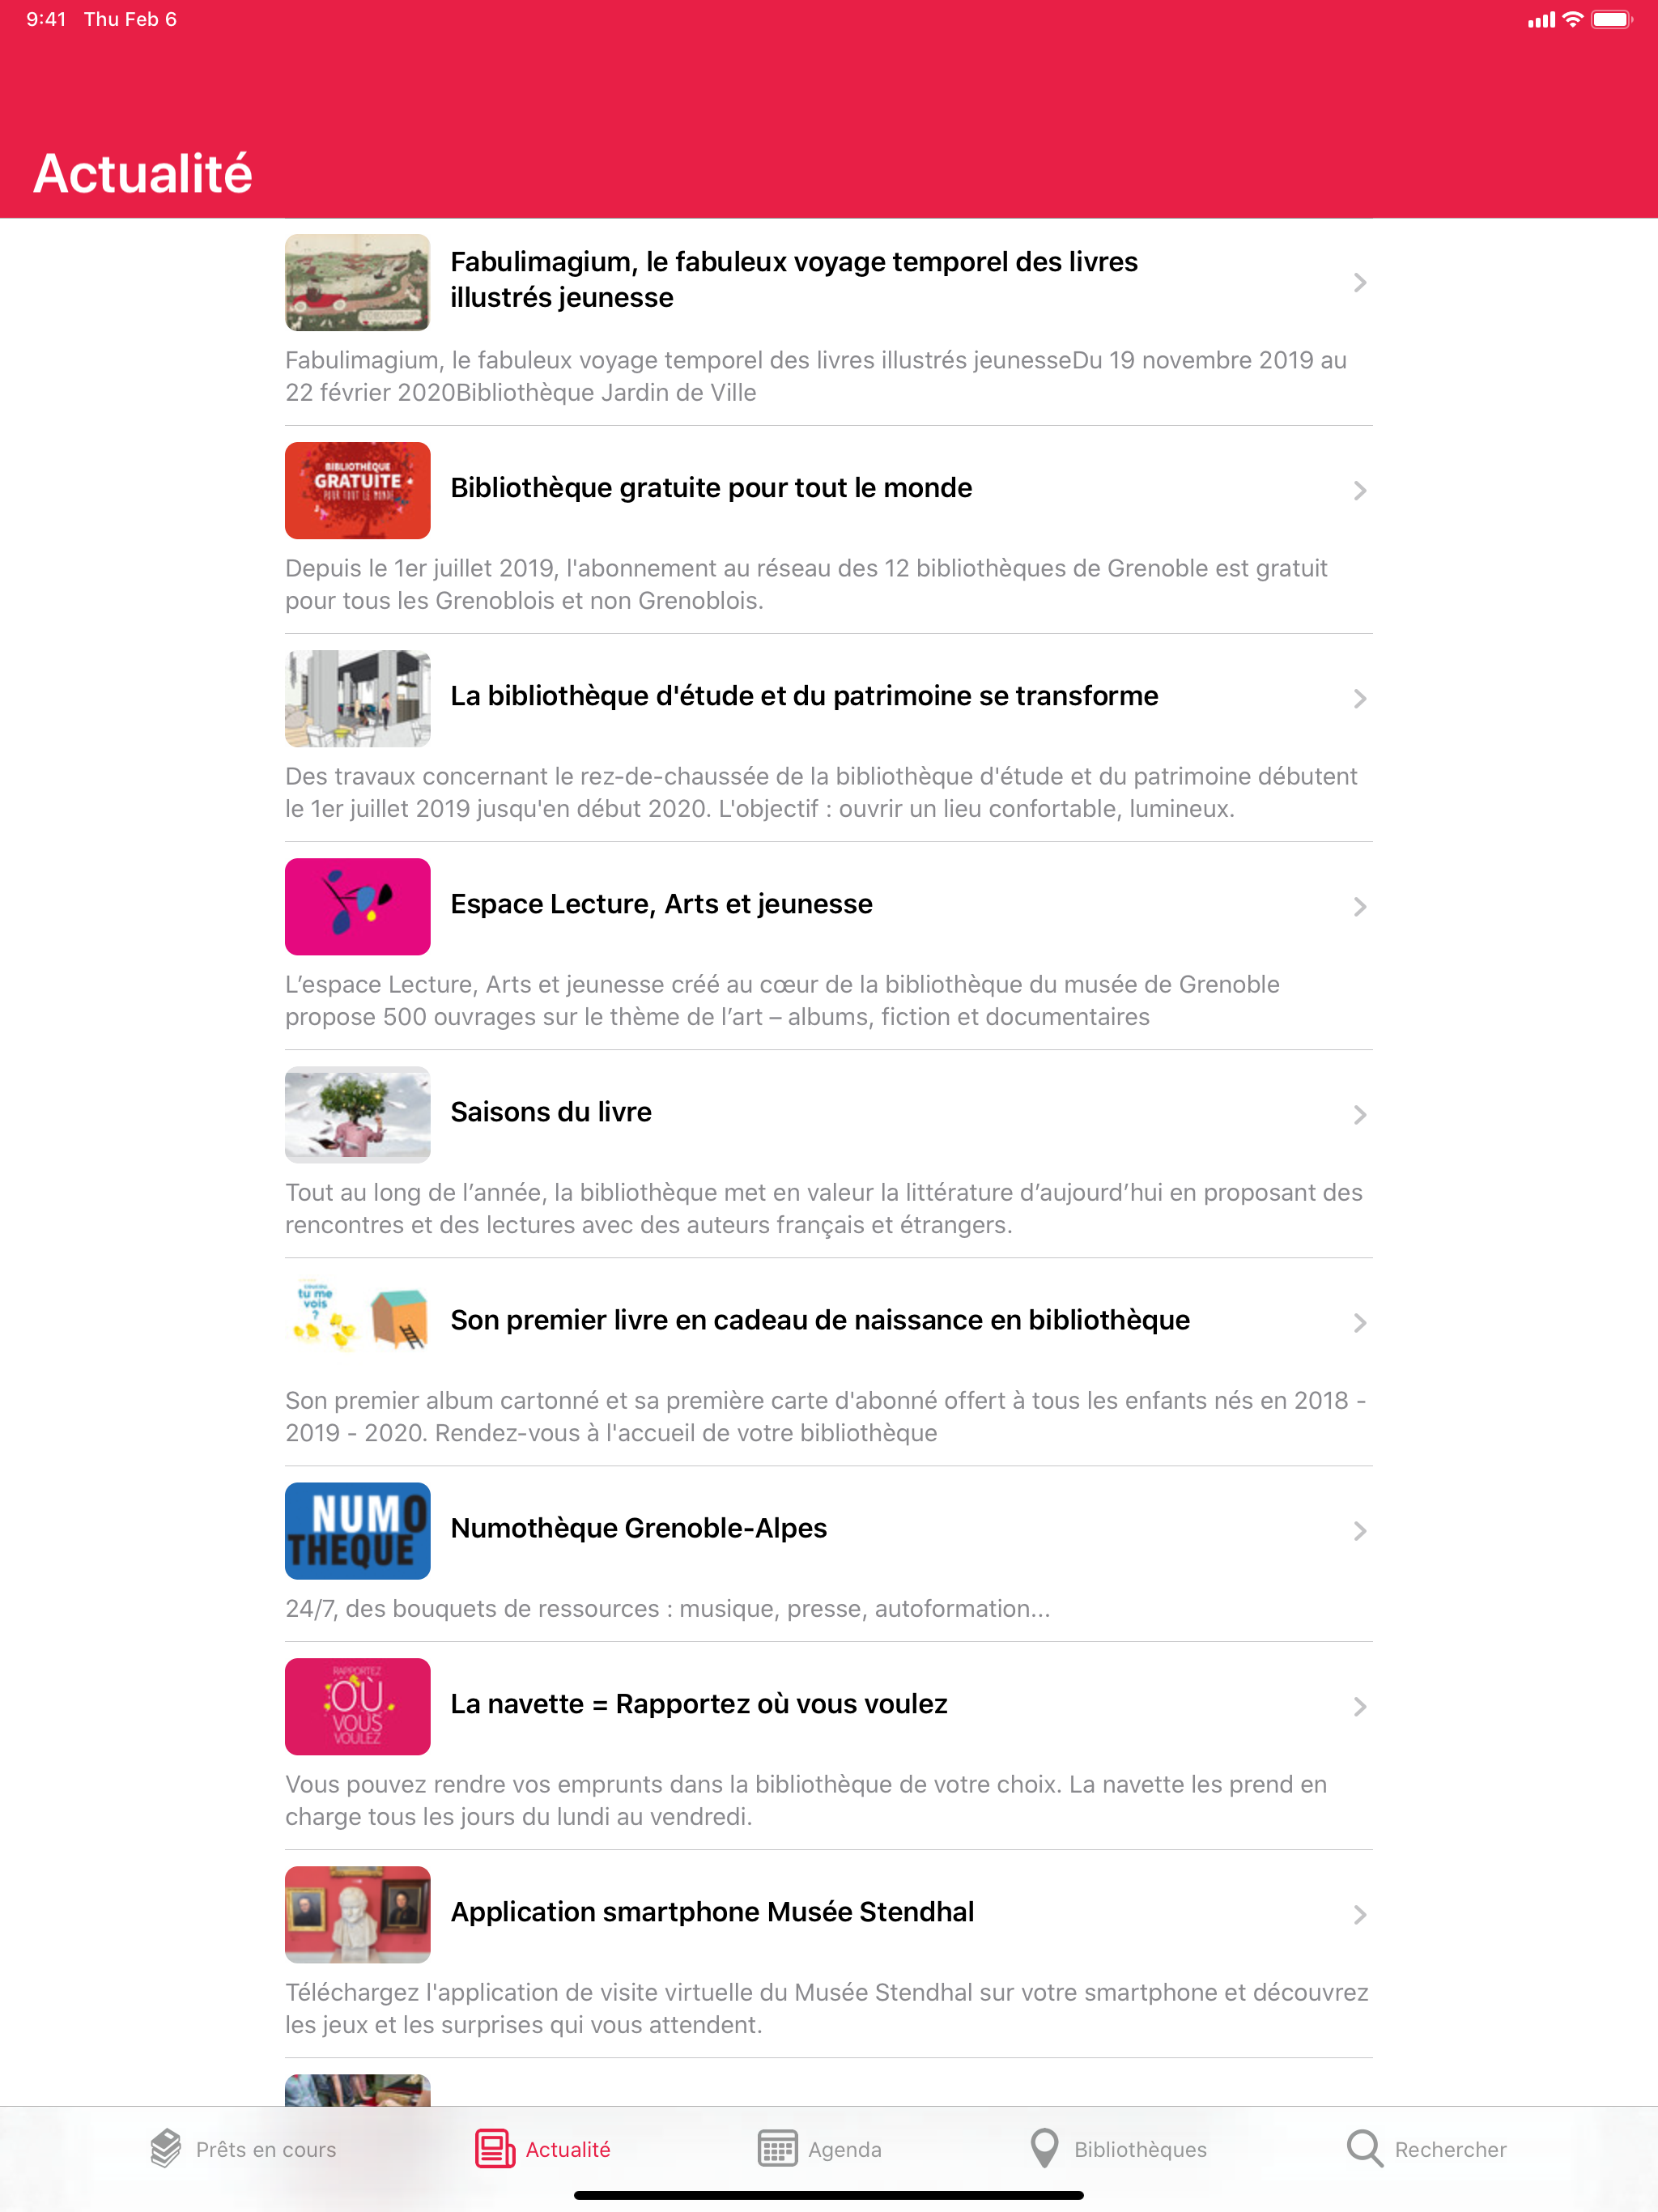 9:41 Thu Feb 6
Actualité
Fabulimagium, le fabuleux voyage temporel des livres
illustrés jeunesse
Fabulimagium, le fabuleux voyage temporel des livres illustrés jeunesseDu 19 novembre 2019 au
22 février 2020Bibliothèque Jardin de Ville
BIBLIOTHÈQUE
GRATUITE
POUR TOUT LE MONDE
Bibliothèque gratuite pour tout le monde
Depuis le 1er juillet 2019, l'abonnement au réseau des 12 bibliothèques de Grenoble est gratuit
pour tous les Grenoblois et non Grenoblois.
La bibliothèque d'étude et du patrimoine se transforme
Des travaux concernant le rez-de-chaussée de la bibliothèque d'étude et du patrimoine débutent
le 1er juillet 2019 jusqu'en début 2020. L'objectif : ouvrir un lieu confortable, lumineux.
Espace Lecture, Arts et jeunesse
L’espace Lecture, Arts et jeunesse créé au cœur de la bibliothèque du musée de Grenoble
propose 500 ouvrages sur le thème de l’art – albums, fiction et documentaires
Saisons du livre
Tout au long de l’année, la bibliothèque met en valeur la littérature d’aujourd’hui en proposant des
rencontres et des lectures avec des auteurs français et étrangers.
coucou
tu me
vois
?
Son premier livre en cadeau de naissance en bibliothèque
Son premier album cartonné et sa première carte d'abonné offert à tous les enfants nés en 2018 -
2019 - 2020. Rendez-vous à l'accueil de votre bibliothèque
NUMO
THEQUE
Numothèque Grenoble-Alpes
24/7, des bouquets de ressources : musique, presse, autoformation...
RAPPORTEZ
OÙ
VOUS
VOULEZ
La navette = Rapportez où vous voulez
Vous pouvez rendre vos emprunts dans la bibliothèque de votre choix. La navette les prend en
charge tous les jours du lundi au vendredi.
Application smartphone Musée Stendhal
Téléchargez l'application de visite virtuelle du Musée Stendhal sur votre smartphone et découvrez
les jeux et les surprises qui vous attendent.
Prêts en cours
Actualité
Agenda
Bibliothèques
Rechercher